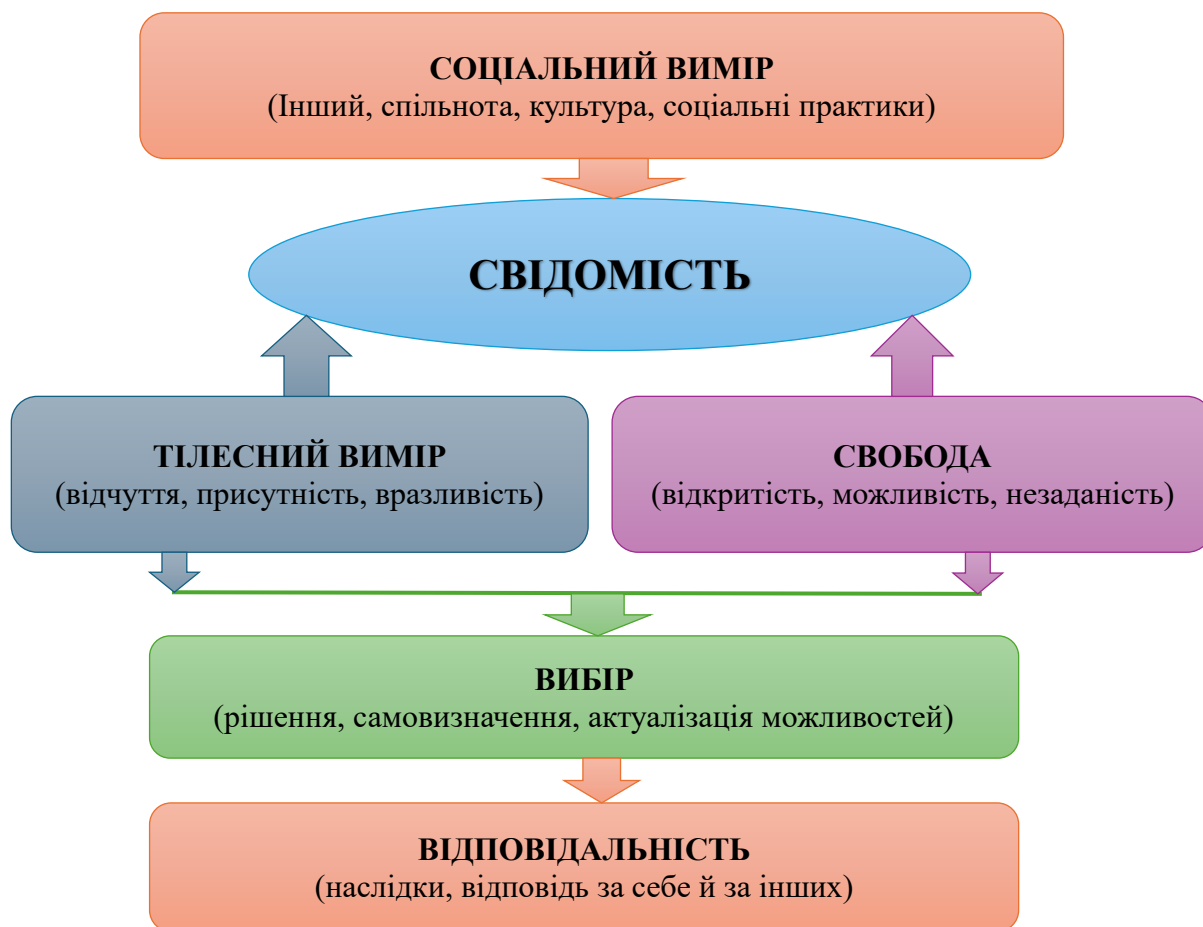 СОЦІАЛЬНИЙ ВИМІР
(Інший, спільнота, культура, соціальні практики)
СВІДОМІСТЬ
ТІЛЕСНИЙ ВИМІР
(відчуття, присутність, вразливість)
СВОБОДА
(відкритість, можливість, незаданість)
ВИБІР
(рішення, самовизначення, актуалізація можливостей)
ВІДПОВІДАЛЬНІСТЬ
(наслідки, відповідь за себе й за інших)